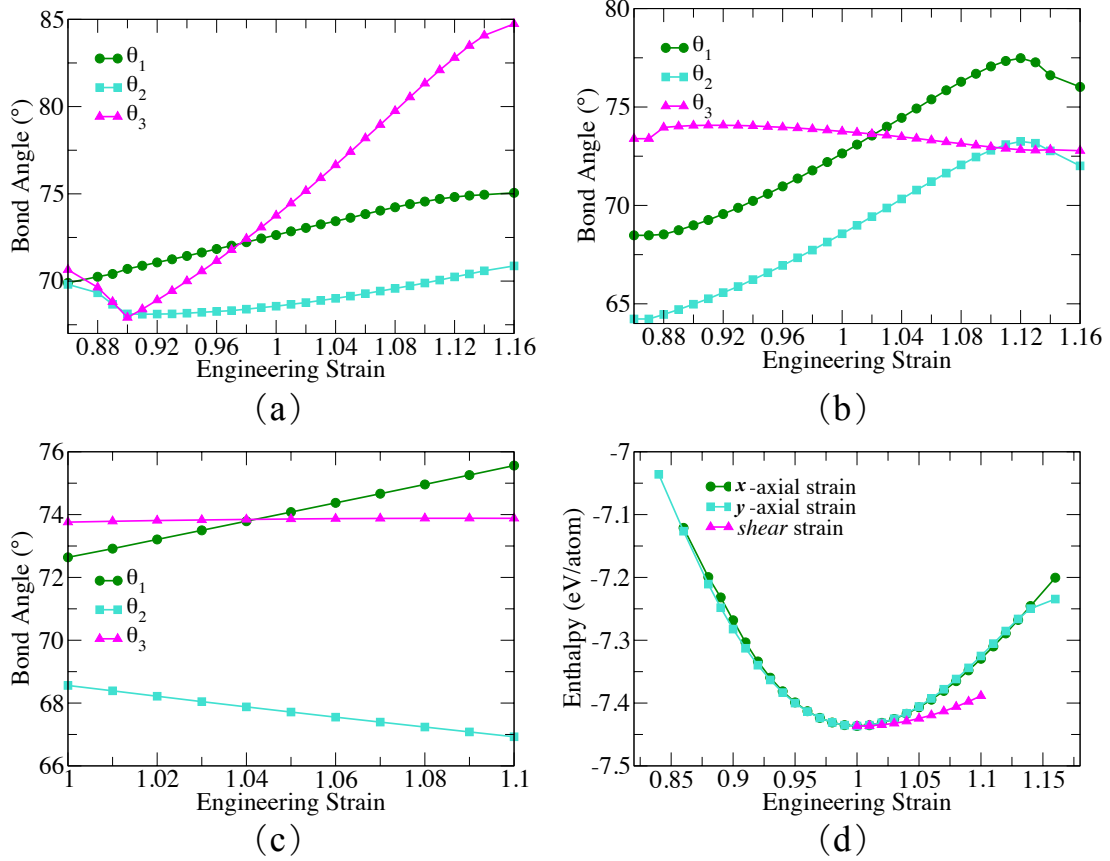 85
80
75
70
Bond Angle (°)
θ1
θ2
θ3
0.88 0.92 0.96 1 1.04 1.08 1.12 1.16
Engineering Strain
(a)
80
75
70
65
Bond Angle (°)
θ1
θ2
θ3
0.88 0.92 0.96 1 1.04 1.08 1.12 1.16
Engineering Strain
(b)
76
74
72
70
68
66
Bond Angle (°)
θ1
θ2
θ3
1 1.02 1.04 1.06 1.08 1.1
Engineering Strain
(c)
-7
-7.1
-7.2
-7.3
-7.4
-7.5
Enthalpy (eV/atom)
x-axial strain
y-axial strain
shear strain
0.85 0.9 0.95 1 1.05 1.1 1.15
Engineering Strain
(d)